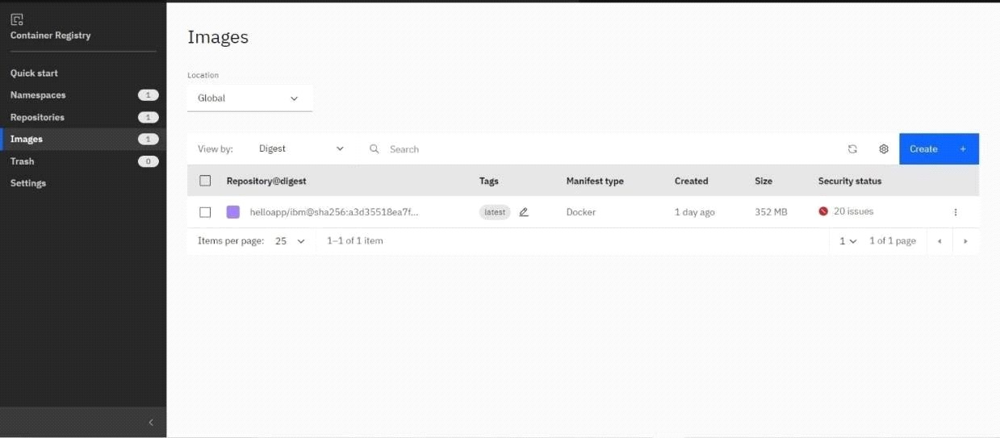 Container Registry
Quick start
Namespaces 1
Repositories 1
Images 1
Trash 0
Settings
Images
Location
Global
View by: Digest Search Create +
Repository@digest Tags Manifest type Created Size Security status
helloapp/ibm@sha256:a3d35518ea7f... latest Docker 1 day ago 352 MB 20 issues
Items per page: 25 1–1 of 1 item 1 1 of 1 page